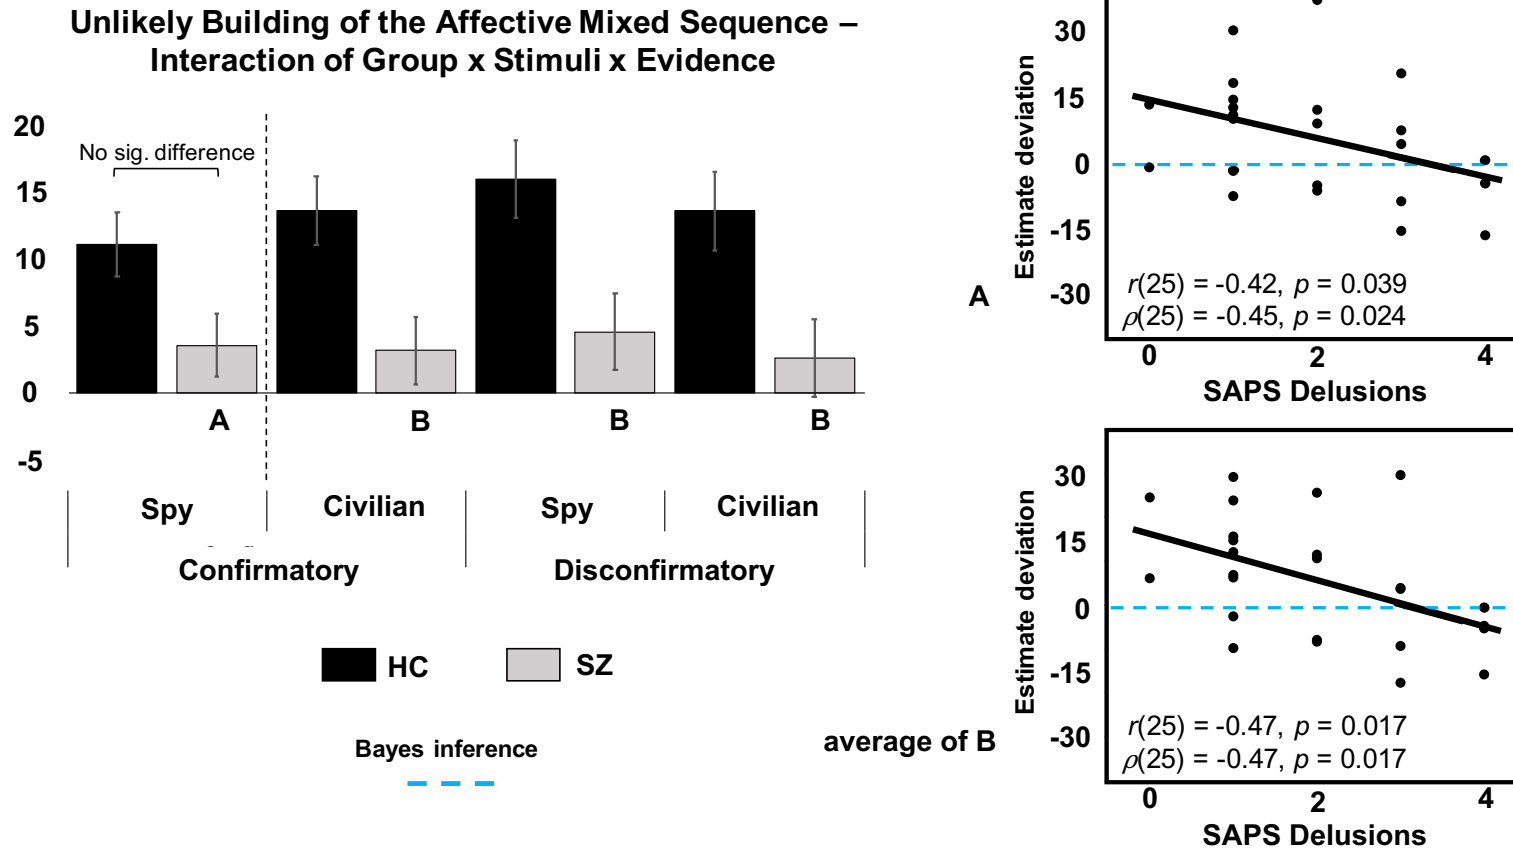 Unlikely Building of the Affective Mixed Sequence –
Interaction of Group x Stimuli x Evidence
20
15
10
5
0
-5
No sig. difference
A
B
B
B
Spy
Civilian
Spy
Civilian
Confirmatory
Disconfirmatory
HC
SZ
Bayes inference
A
Estimate deviation
30
15
0
-15
-30
r(25) = -0.42, p = 0.039
ρ(25) = -0.45, p = 0.024
0 2 4
SAPS Delusions
average of B
Estimate deviation
30
15
0
-15
-30
r(25) = -0.47, p = 0.017
ρ(25) = -0.47, p = 0.017
0 2 4
SAPS Delusions